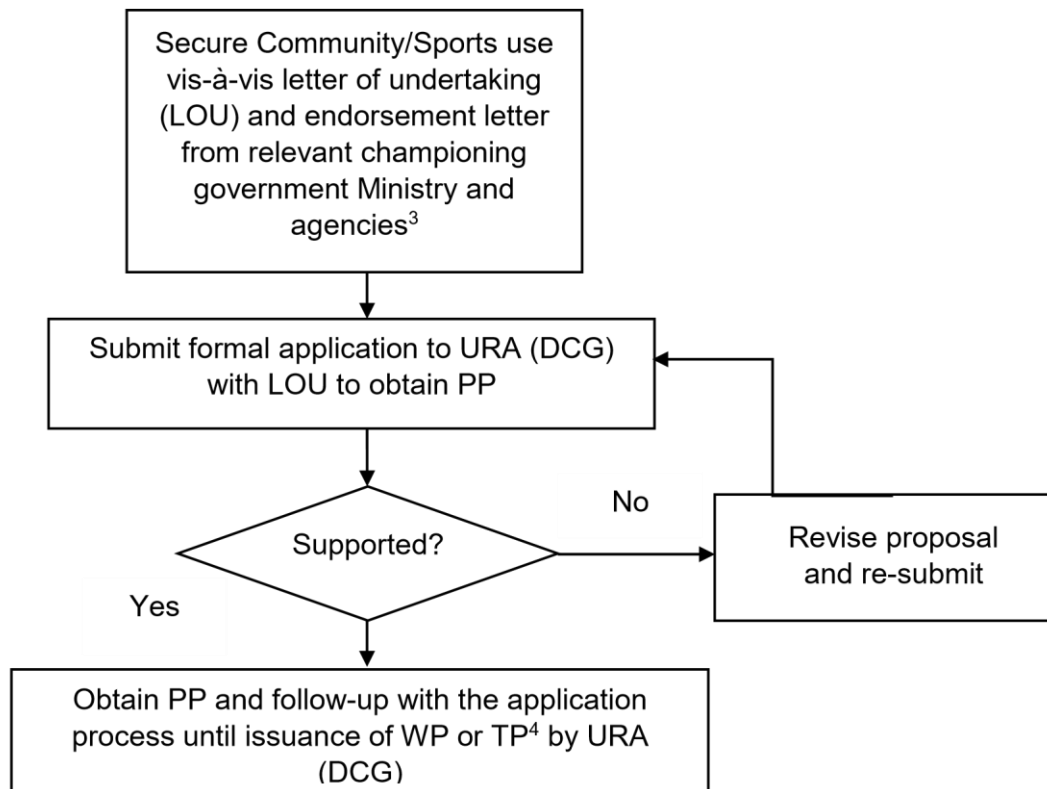 Secure Community/Sports use
vis-à-vis letter of undertaking
(LOU) and endorsement letter
from relevant championing
government Ministry and
agencies³
Submit formal application to URA (DCG)
with LOU to obtain PP
Supported?
No
Revise proposal
and re-submit
Yes
Obtain PP and follow-up with the application
process until issuance of WP or TP⁴ by URA
(DCG)